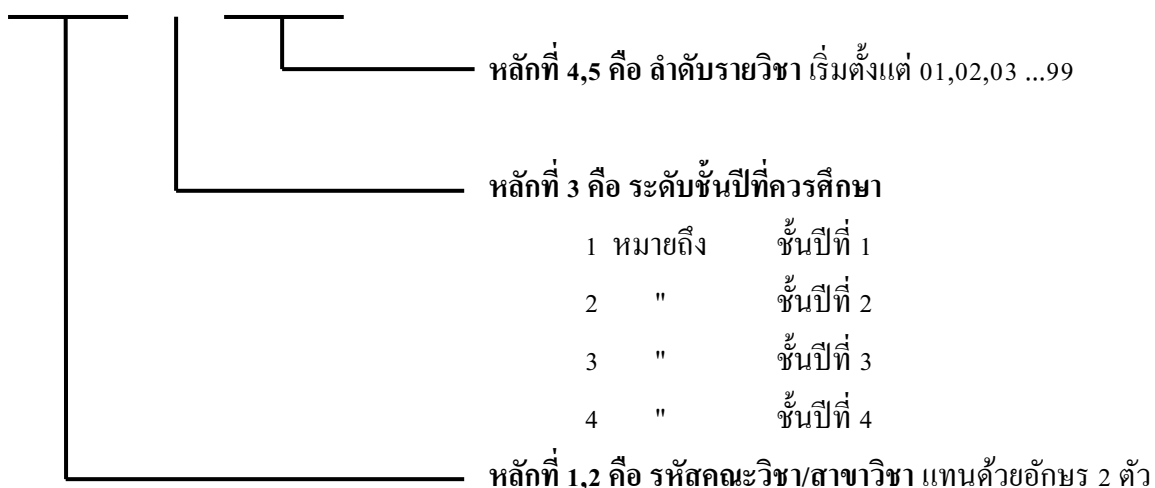 หลักที่ 4,5 คือ ลำดับรายวิชา เริ่มตั้งแต่ 01,02,03 ...99
หลักที่ 3 คือ ระดับชั้นปีที่ควรศึกษา
1 หมายถึง ชั้นปีที่ 1
2 " ชั้นปีที่ 2
3 " ชั้นปีที่ 3
4 " ชั้นปีที่ 4
หลักที่ 1,2 คือ รหัสคณะวิชา/สาขาวิชา แทนด้วยอักษร 2 ตัว